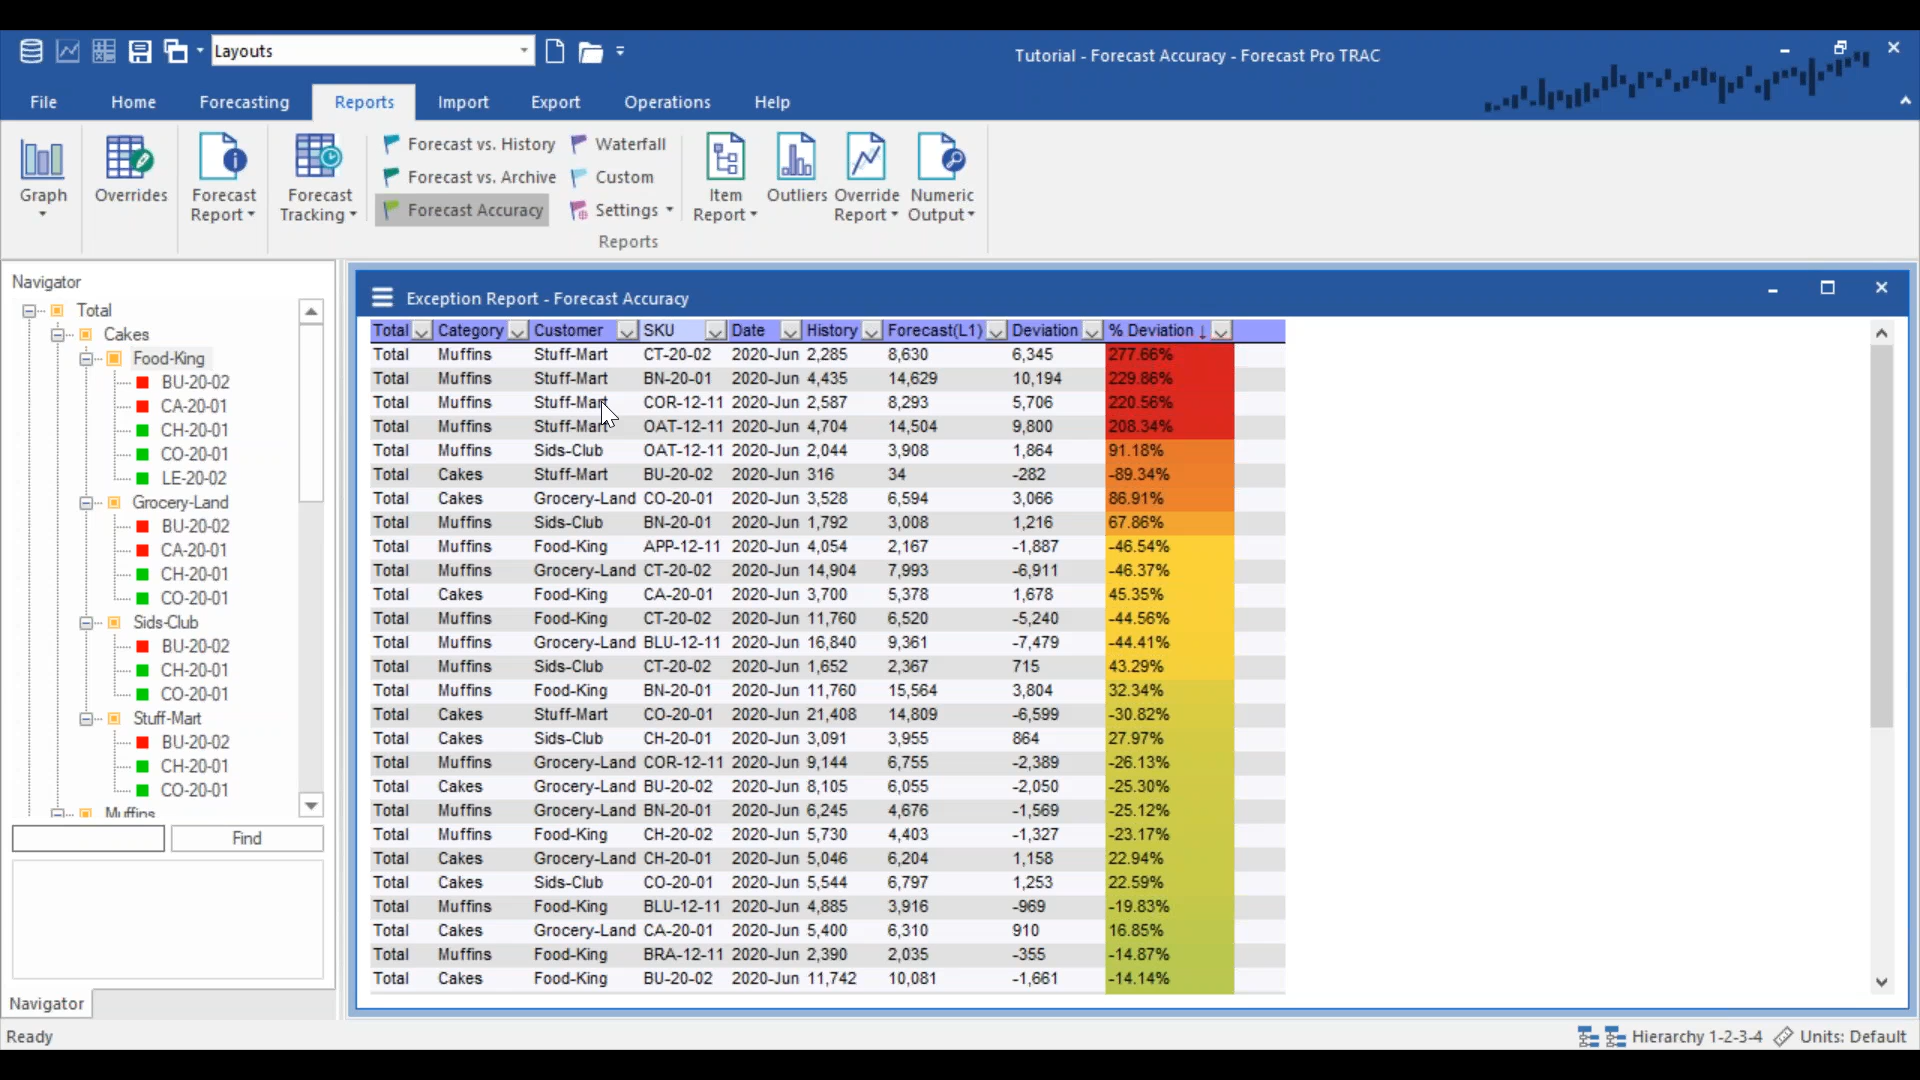 Layouts
Tutorial - Forecast Accuracy - Forecast Pro TRAC
File Home Forecasting Reports Import Export Operations Help
Graph
Overrides
Forecast Report
Forecast Tracking
Forecast vs. History
Forecast vs. Archive
Forecast Accuracy
Waterfall
Custom
Settings
Item Report
Outliers
Override Report
Numeric Output
Reports
Navigator
Total
Cakes
Food-King
BU-20-02
CA-20-01
CH-20-01
CO-20-01
LE-20-02
Grocery-Land
BU-20-02
CA-20-01
CH-20-01
CO-20-01
Sids-Club
BU-20-02
CH-20-01
CO-20-01
Stuff-Mart
BU-20-02
CH-20-01
CO-20-01
Muffins
Find
Navigator
Exception Report - Forecast Accuracy
Total Category Customer SKU Date History Forecast(L1) Deviation % Deviation ↓
Total Muffins Stuff-Mart CT-20-02 2020-Jun 2,285 8,630 6,345 277.66%
Total Muffins Stuff-Mart BN-20-01 2020-Jun 4,435 14,629 10,194 229.86%
Total Muffins Stuff-Mart COR-12-11 2020-Jun 2,587 8,293 5,706 220.56%
Total Muffins Stuff-Mart OAT-12-11 2020-Jun 4,704 14,504 9,800 208.34%
Total Muffins Sids-Club OAT-12-11 2020-Jun 2,044 3,908 1,864 91.18%
Total Cakes Stuff-Mart BU-20-02 2020-Jun 316 34 -282 -89.34%
Total Cakes Grocery-Land CO-20-01 2020-Jun 3,528 6,594 3,066 86.91%
Total Muffins Sids-Club BN-20-01 2020-Jun 1,792 3,008 1,216 67.86%
Total Muffins Food-King APP-12-11 2020-Jun 4,054 2,167 -1,887 -46.54%
Total Muffins Grocery-Land CT-20-02 2020-Jun 14,904 7,993 -6,911 -46.37%
Total Cakes Food-King CA-20-01 2020-Jun 3,700 5,378 1,678 45.35%
Total Muffins Food-King CT-20-02 2020-Jun 11,760 6,520 -5,240 -44.56%
Total Muffins Grocery-Land BLU-12-11 2020-Jun 16,840 9,361 -7,479 -44.41%
Total Muffins Sids-Club CT-20-02 2020-Jun 1,652 2,367 715 43.29%
Total Muffins Food-King BN-20-01 2020-Jun 11,760 15,564 3,804 32.34%
Total Cakes Stuff-Mart CO-20-01 2020-Jun 21,408 14,809 -6,599 -30.82%
Total Cakes Sids-Club CH-20-01 2020-Jun 3,091 3,955 864 27.97%
Total Muffins Grocery-Land COR-12-11 2020-Jun 9,144 6,755 -2,389 -26.13%
Total Cakes Grocery-Land BU-20-02 2020-Jun 8,105 6,055 -2,050 -25.30%
Total Muffins Grocery-Land BN-20-01 2020-Jun 6,245 4,676 -1,569 -25.12%
Total Muffins Food-King CH-20-02 2020-Jun 5,730 4,403 -1,327 -23.17%
Total Cakes Grocery-Land CH-20-01 2020-Jun 5,046 6,204 1,158 22.94%
Total Cakes Sids-Club CO-20-01 2020-Jun 5,544 6,797 1,253 22.59%
Total Muffins Food-King BLU-12-11 2020-Jun 4,885 3,916 -969 -19.83%
Total Cakes Grocery-Land CA-20-01 2020-Jun 5,400 6,310 910 16.85%
Total Muffins Food-King BRA-12-11 2020-Jun 2,390 2,035 -355 -14.87%
Total Cakes Food-King BU-20-02 2020-Jun 11,742 10,081 -1,661 -14.14%
Ready
Hierarchy 1-2-3-4 Units: Default